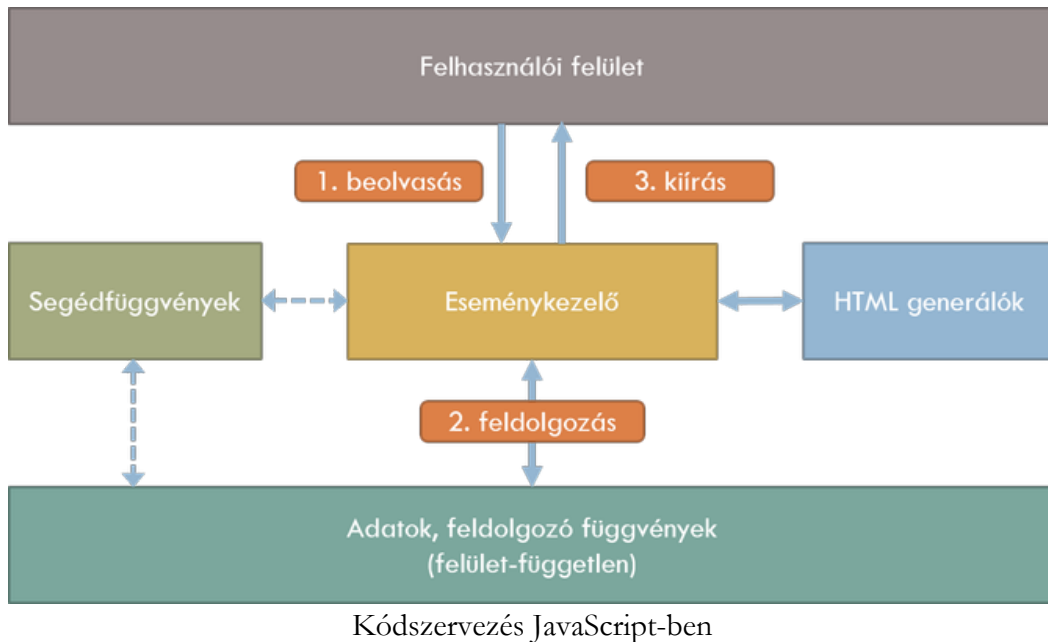 Felhasználói felület
1. beolvasás
3. kiírás
Segédfüggvények
Eseménykezelő
HTML generálók
2. feldolgozás
Adatok, feldolgozó függvények
(felület-független)
Kódszervezés JavaScript-ben